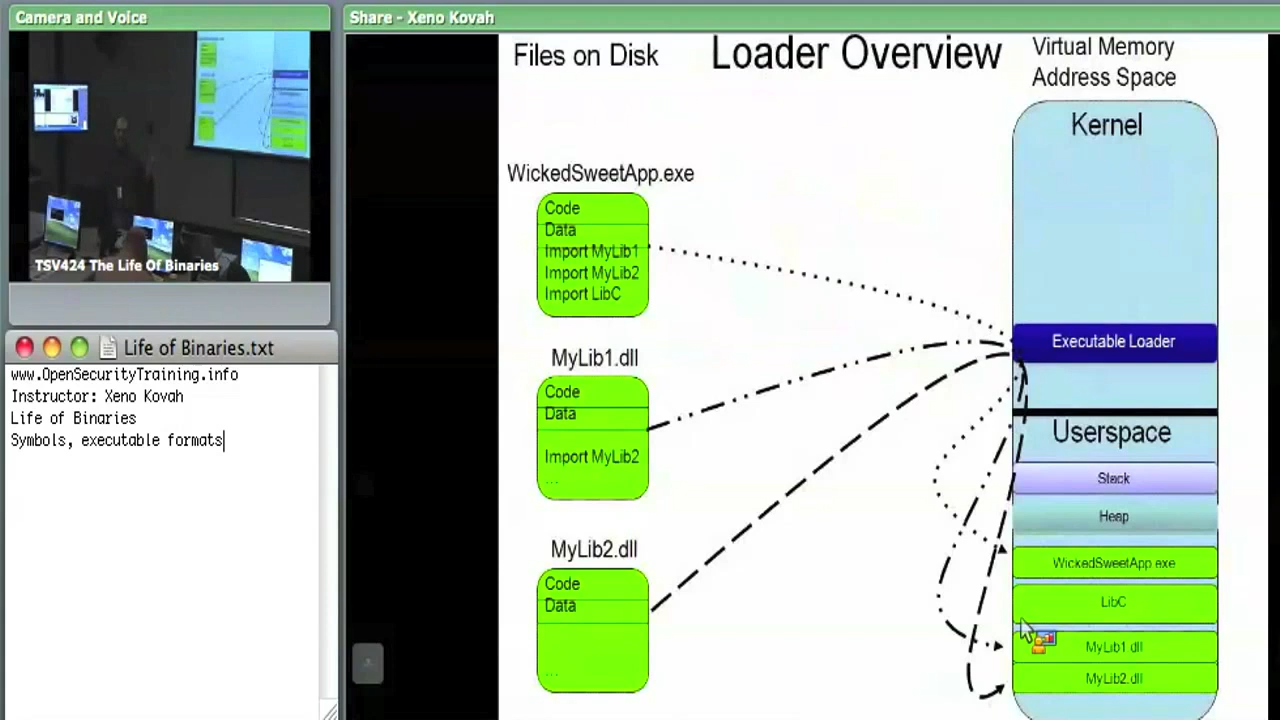 Camera and Voice
TSV424 The Life Of Binaries
Life of Binaries.txt
www.OpenSecurityTraining.info
Instructor: Xeno Kovah
Life of Binaries
Symbols, executable formats
Share - Xeno Kovah
Files on Disk
Loader Overview
Virtual Memory
Address Space
WickedSweetApp.exe
Code
Data
Import MyLib1
Import MyLib2
Import LibC
MyLib1.dll
Code
Data
Import MyLib2
...
MyLib2.dll
Code
Data
...
Kernel
Executable Loader
Userspace
Stack
Heap
WickedSweetApp.exe
LibC
MyLib1.dll
MyLib2.dll